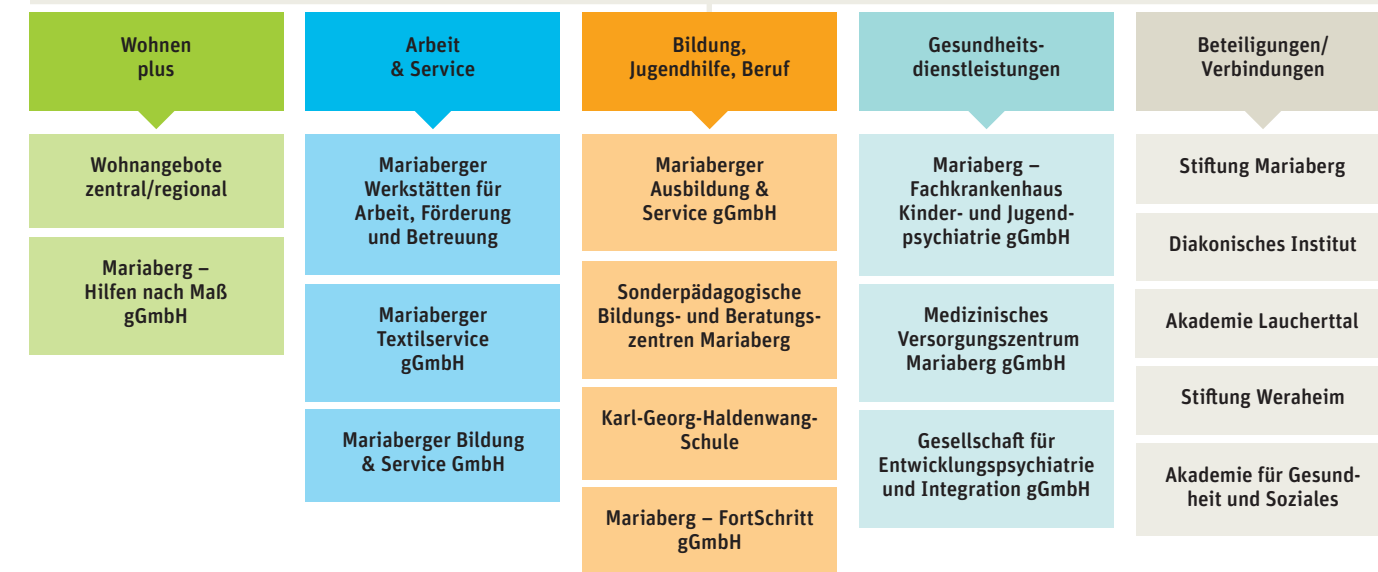 Wohnen
plus
Wohnangebote
zentral/regional
Mariaberg –
Hilfen nach Maß
gGmbH
Arbeit
& Service
Mariaberger
Werkstätten für
Arbeit, Förderung
und Betreuung
Mariaberger
Textilservice
gGmbH
Mariaberger Bildung
& Service GmbH
Bildung,
Jugendhilfe, Beruf
Mariaberger
Ausbildung &
Service gGmbH
Sonderpädagogische
Bildungs- und Beratungs-
zentren Mariaberg
Karl-Georg-Haldenwang-
Schule
Mariaberg – FortSchritt
gGmbH
Gesundheits-
dienstleistungen
Mariaberg –
Fachkrankenhaus
Kinder- und Jugend-
psychiatrie gGmbH
Medizinisches
Versorgungszentrum
Mariaberg gGmbH
Gesellschaft für
Entwicklungspsychiatrie
und Integration gGmbH
Beteiligungen/
Verbindungen
Stiftung Mariaberg
Diakonisches Institut
Akademie Laucherttal
Stiftung Weraheim
Akademie für Gesund-
heit und Soziales